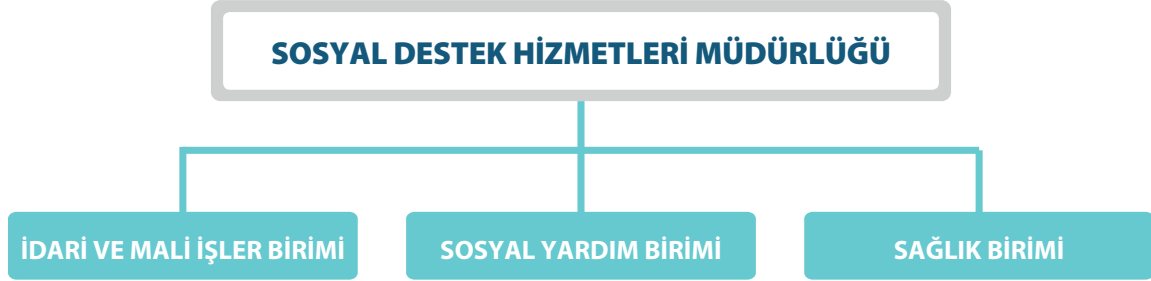 SOSYAL DESTEK HİZMETLERİ MÜDÜRLÜĞÜ
İDARİ VE MALİ İŞLER BİRİMİ
SOSYAL YARDIM BİRİMİ
SAĞLIK BİRİMİ